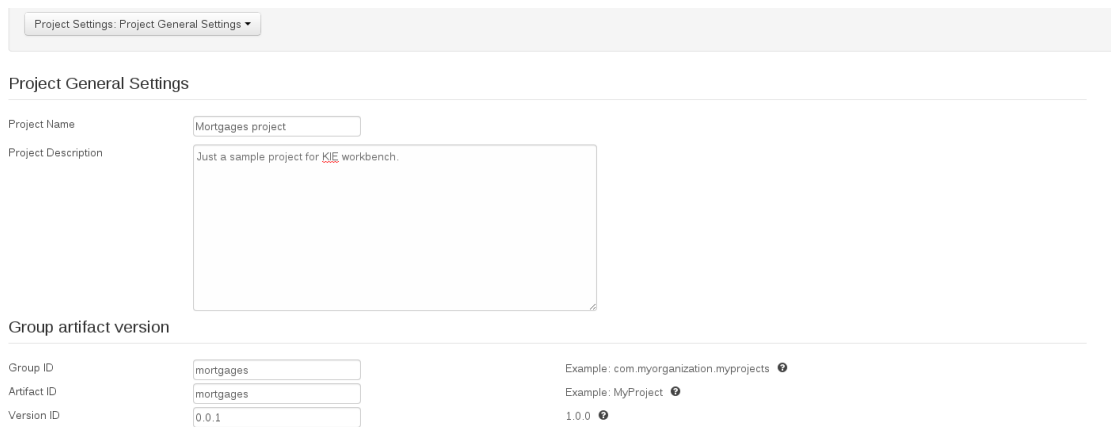 Project Settings: Project General Settings
Project General Settings
Project Name Mortgages project
Project Description Just a sample project for KIE workbench.
Group artifact version
Group ID mortgages Example: com.myorganization.myprojects ?
Artifact ID mortgages Example: MyProject ?
Version ID 0.0.1 1.0.0 ?